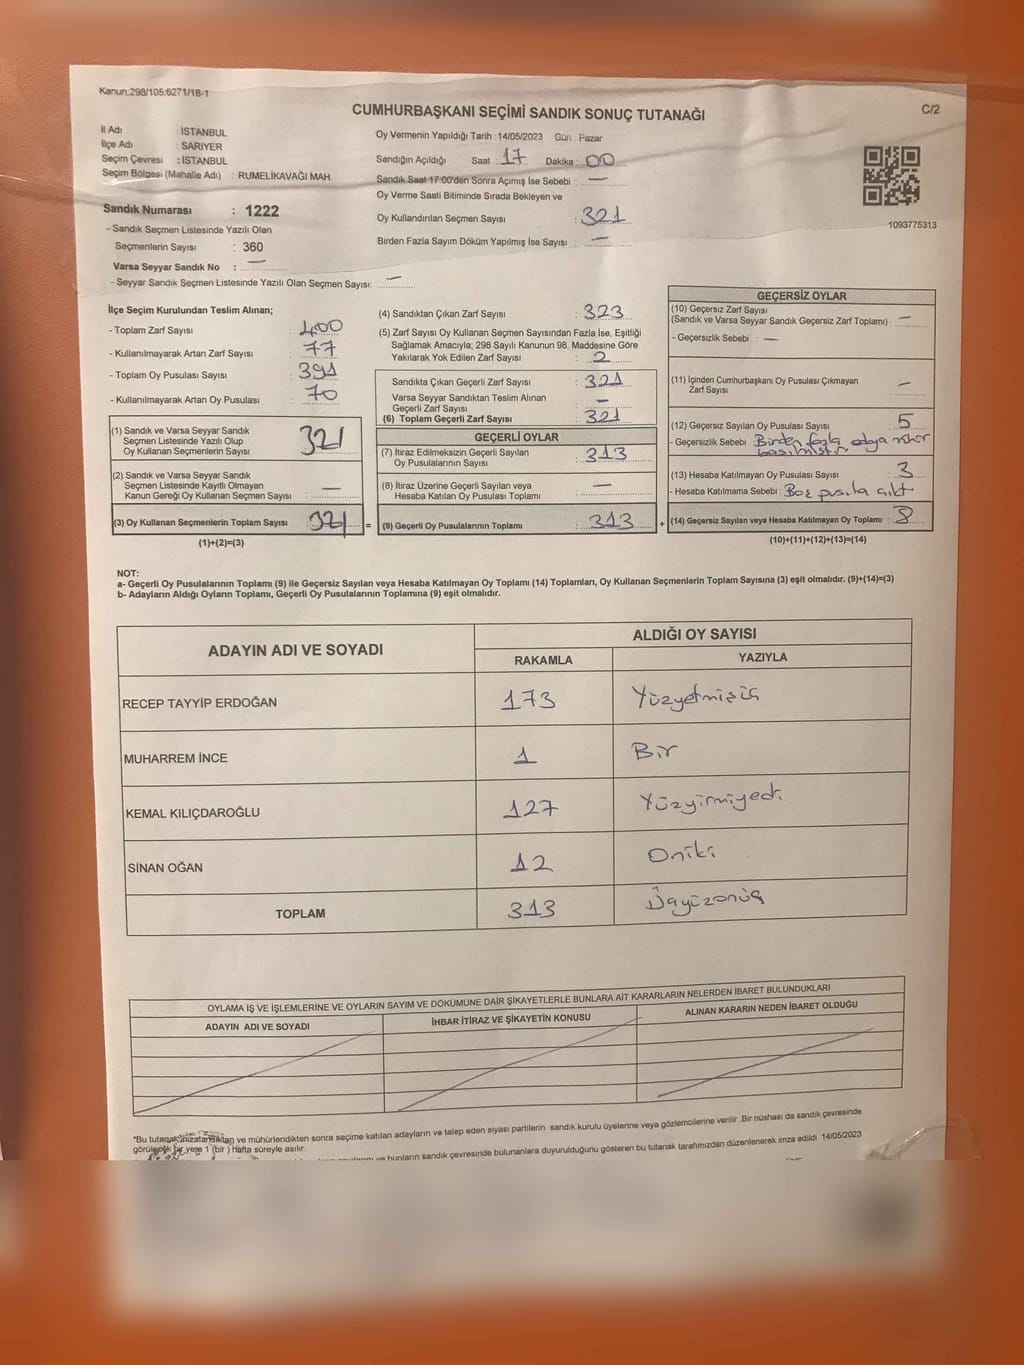 Kanun:298/105;6271/18-1
CUMHURBAŞKANI SEÇİMİ SANDIK SONUÇ TUTANAĞI
C/2
İl Adı : İSTANBUL
İlçe Adı : SARIYER
Seçim Çevresi : İSTANBUL
Seçim Bölgesi (Mahalle Adı) : RUMELİKAVAĞI MAH.
Sandık Numarası : 1222
- Sandık Seçmen Listesinde Yazılı Olan
Seçmenlerin Sayısı : 360
Varsa Seyyar Sandık No : —
- Seyyar Sandık Seçmen Listesinde Yazılı Olan Seçmen Sayısı: —
Oy Vermenin Yapıldığı Tarih : 14/05/2023 Gün : Pazar
Sandığın Açıldığı Saat : 17 Dakika : 00
Sandık Saat 17:00'den Sonra Açımış İse Sebebi : —
Oy Verme Saati Bitiminde Sırada Bekleyen ve
Oy Kullandırılan Seçmen Sayısı : 321
Birden Fazla Sayım Döküm Yapılmış İse Sayısı : —
1093775313
İlçe Seçim Kurulundan Teslim Alınan;
- Toplam Zarf Sayısı : 400
- Kullanılmayarak Artan Zarf Sayısı : 77
- Toplam Oy Pusulası Sayısı : 391
- Kullanılmayarak Artan Oy Pusulası : 70
(1) Sandık ve Varsa Seyyar Sandık
Seçmen Listesinde Yazılı Olup
Oy Kullanan Seçmenlerin Sayısı : 321
(2) Sandık ve Varsa Seyyar Sandık
Seçmen Listesinde Kayıtlı Olmayan
Kanun Gereği Oy Kullanan Seçmen Sayısı : —
(3) Oy Kullanan Seçmenlerin Toplam Sayısı : 321 =
(1)+(2)=(3)
(4) Sandıktan Çıkan Zarf Sayısı : 323
(5) Zarf Sayısı Oy Kullanan Seçmen Sayısından Fazla İse, Eşitliği
Sağlamak Amacıyla; 298 Sayılı Kanunun 98. Maddesine Göre
Yakılarak Yok Edilen Zarf Sayısı : 2
Sandıkta Çıkan Geçerli Zarf Sayısı : 321
Varsa Seyyar Sandıktan Teslim Alınan
Geçerli Zarf Sayısı : —
(6) Toplam Geçerli Zarf Sayısı : 321
GEÇERLİ OYLAR
(7) İtiraz Edilmeksizin Geçerli Sayılan
Oy Pusulalarının Sayısı : 313
(8) İtiraz Üzerine Geçerli Sayılan veya
Hesaba Katılan Oy Pusulası Toplamı : —
(9) Geçerli Oy Pusulalarının Toplamı : 313 +
GEÇERSİZ OYLAR
(10) Geçersiz Zarf Sayısı
(Sandık ve Varsa Seyyar Sandık Geçersiz Zarf Toplamı) : —
- Geçersizlik Sebebi : —
(11) İçinden Cumhurbaşkanı Oy Pusulası Çıkmayan
Zarf Sayısı : —
(12) Geçersiz Sayılan Oy Pusulası Sayısı : 5
- Geçersizlik Sebebi : Birden fazla adaya mühür
basılmıştır
(13) Hesaba Katılmayan Oy Pusulası Sayısı : 3
- Hesaba Katılmama Sebebi : Boş pusula çıktı
(14) Geçersiz Sayılan veya Hesaba Katılmayan Oy Toplamı : 8
(10)+(11)+(12)+(13)=(14)
NOT:
a- Geçerli Oy Pusulalarının Toplamı (9) ile Geçersiz Sayılan veya Hesaba Katılmayan Oy Toplamı (14) Toplamları, Oy Kullanan Seçmenlerin Toplam Sayısına (3) eşit olmalıdır. (9)+(14)=(3)
b- Adayların Aldığı Oyların Toplamı, Geçerli Oy Pusulalarının Toplamına (9) eşit olmalıdır.
ADAYIN ADI VE SOYADI
ALDIĞI OY SAYISI
RAKAMLA YAZIYLA
RECEP TAYYİP ERDOĞAN 173 Yüzyetmişüç
MUHARREM İNCE 1 Bir
KEMAL KILIÇDAROĞLU 127 Yüzyirmiyedi
SİNAN OĞAN 12 Oniki
TOPLAM 313 Üçyüzonüç
OYLAMA İŞ VE İŞLEMLERİNE VE OYLARIN SAYIM VE DÖKÜMÜNE DAİR ŞİKAYETLERLE BUNLARA AİT KARARLARIN NELERDEN İBARET BULUNDUKLARI
ADAYIN ADI VE SOYADI İHBAR İTİRAZ VE ŞİKAYETİN KONUSU ALINAN KARARIN NEDEN İBARET OLDUĞU
"Bu tutanak imzalandıktan ve mühürlendikten sonra seçime katılan adayların ve talep eden siyasi partilerin sandık kurulu üyelerine veya gözlemcilerine verilir. Bir nüshası da sandık çevresinde
görülecek bir yere 1 (bir ) hafta süreyle asılır.
ve bunların sandık çevresinde bulunanlara duyurulduğunu gösteren bu tutanak tarafımızdan düzenlenerek imza edildi. 14/05/2023